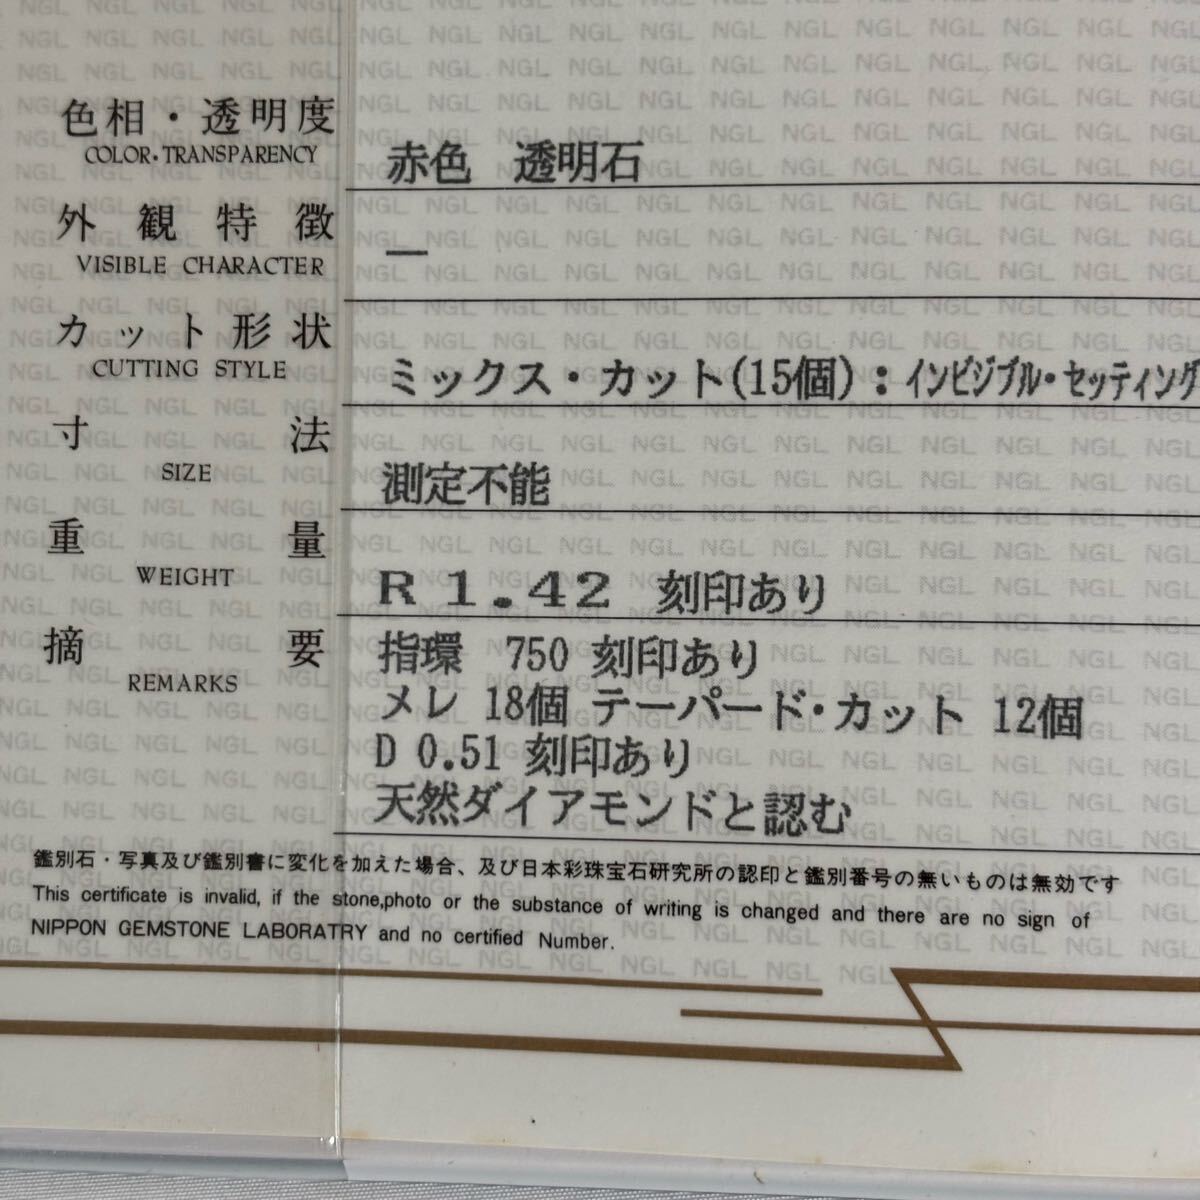 色相・透明度
COLOR・TRANSPARENCY
赤色 透明石
外観特徴
VISIBLE CHARACTER
―
カット形状
CUTTING STYLE
ミックス・カット(15個):インビジブル・セッティング
寸法
SIZE
測定不能
重量
WEIGHT
R 1.42 刻印あり
摘要
REMARKS
指環 750 刻印あり
メレ 18個 テーパード・カット 12個
D 0.51 刻印あり
天然ダイアモンドと認む
鑑別石・写真及び鑑別書に変化を加えた場合、及び日本彩珠宝石研究所の認印と鑑別番号の無いものは無効です
This certificate is invalid, if the stone,photo or the substance of writing is changed and there are no sign of
NIPPON GEMSTONE LABORATRY and no certified Number.